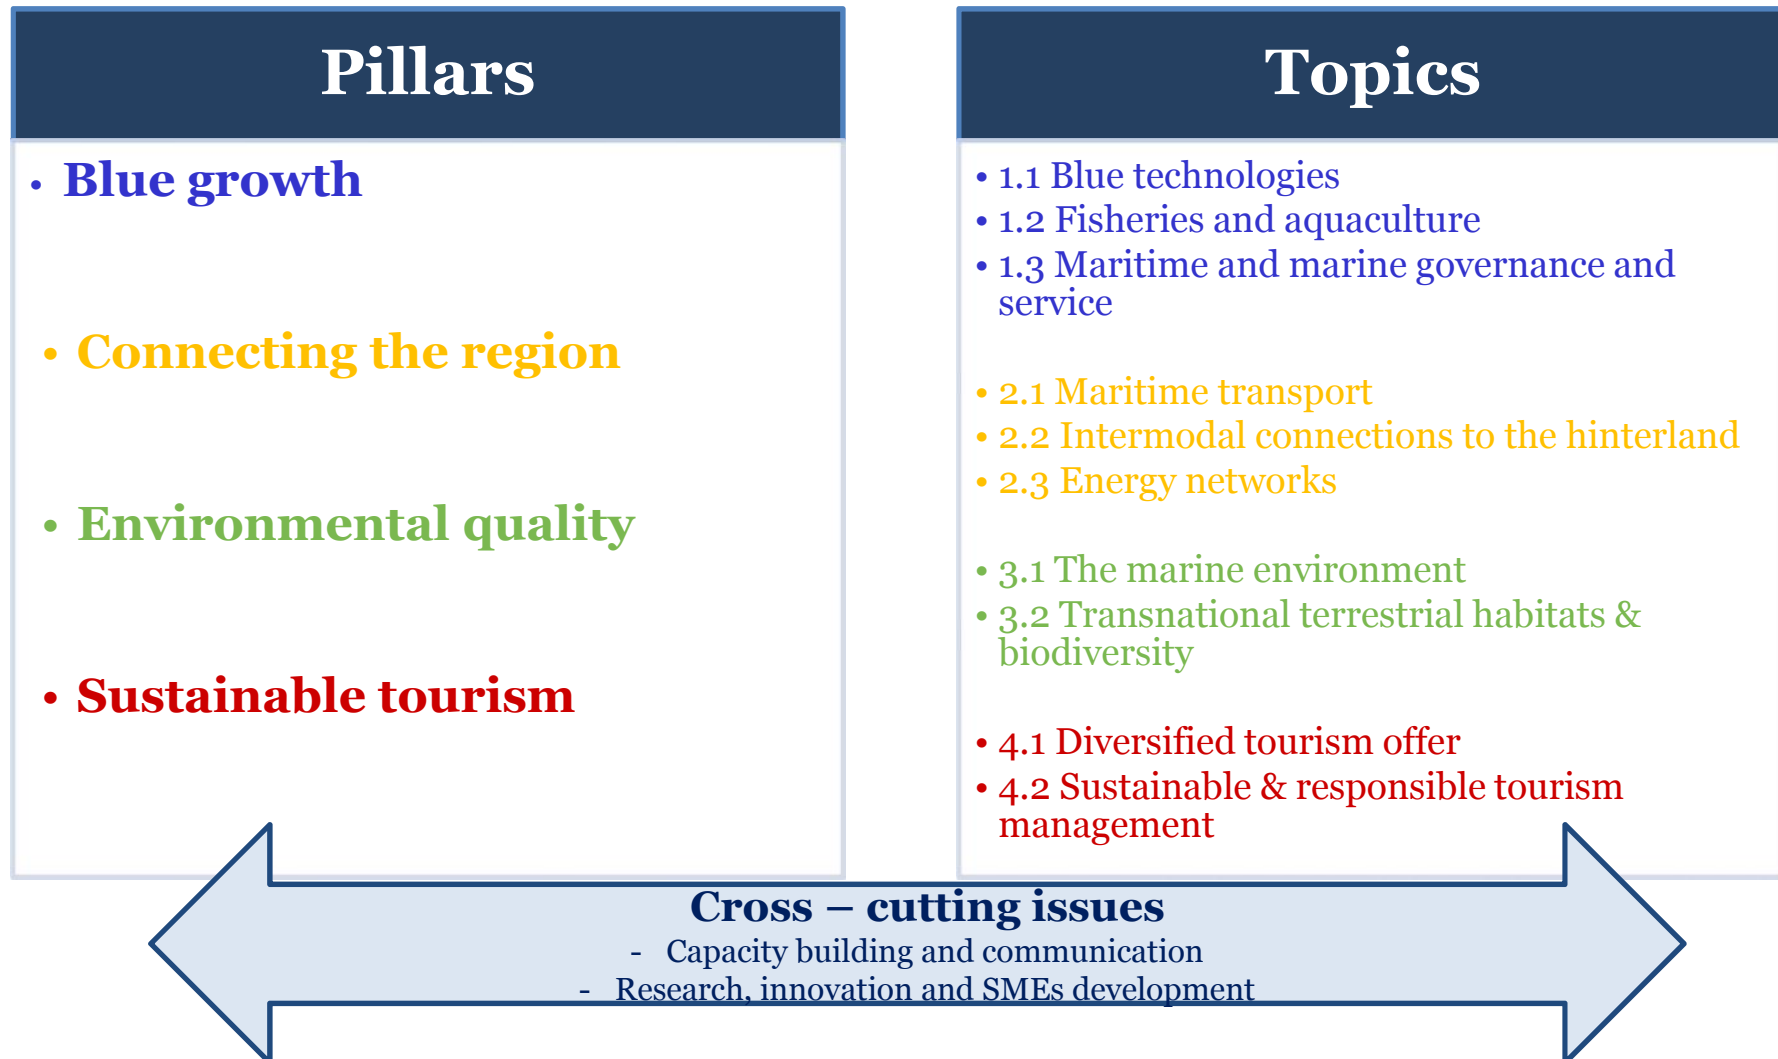 Pillars
• Blue growth
• Connecting the region
• Environmental quality
• Sustainable tourism
Topics
• 1.1 Blue technologies
• 1.2 Fisheries and aquaculture
• 1.3 Maritime and marine governance and
service
• 2.1 Maritime transport
• 2.2 Intermodal connections to the hinterland
• 2.3 Energy networks
• 3.1 The marine environment
• 3.2 Transnational terrestrial habitats &
biodiversity
• 4.1 Diversified tourism offer
• 4.2 Sustainable & responsible tourism
management
Cross – cutting issues
- Capacity building and communication
- Research, innovation and SMEs development